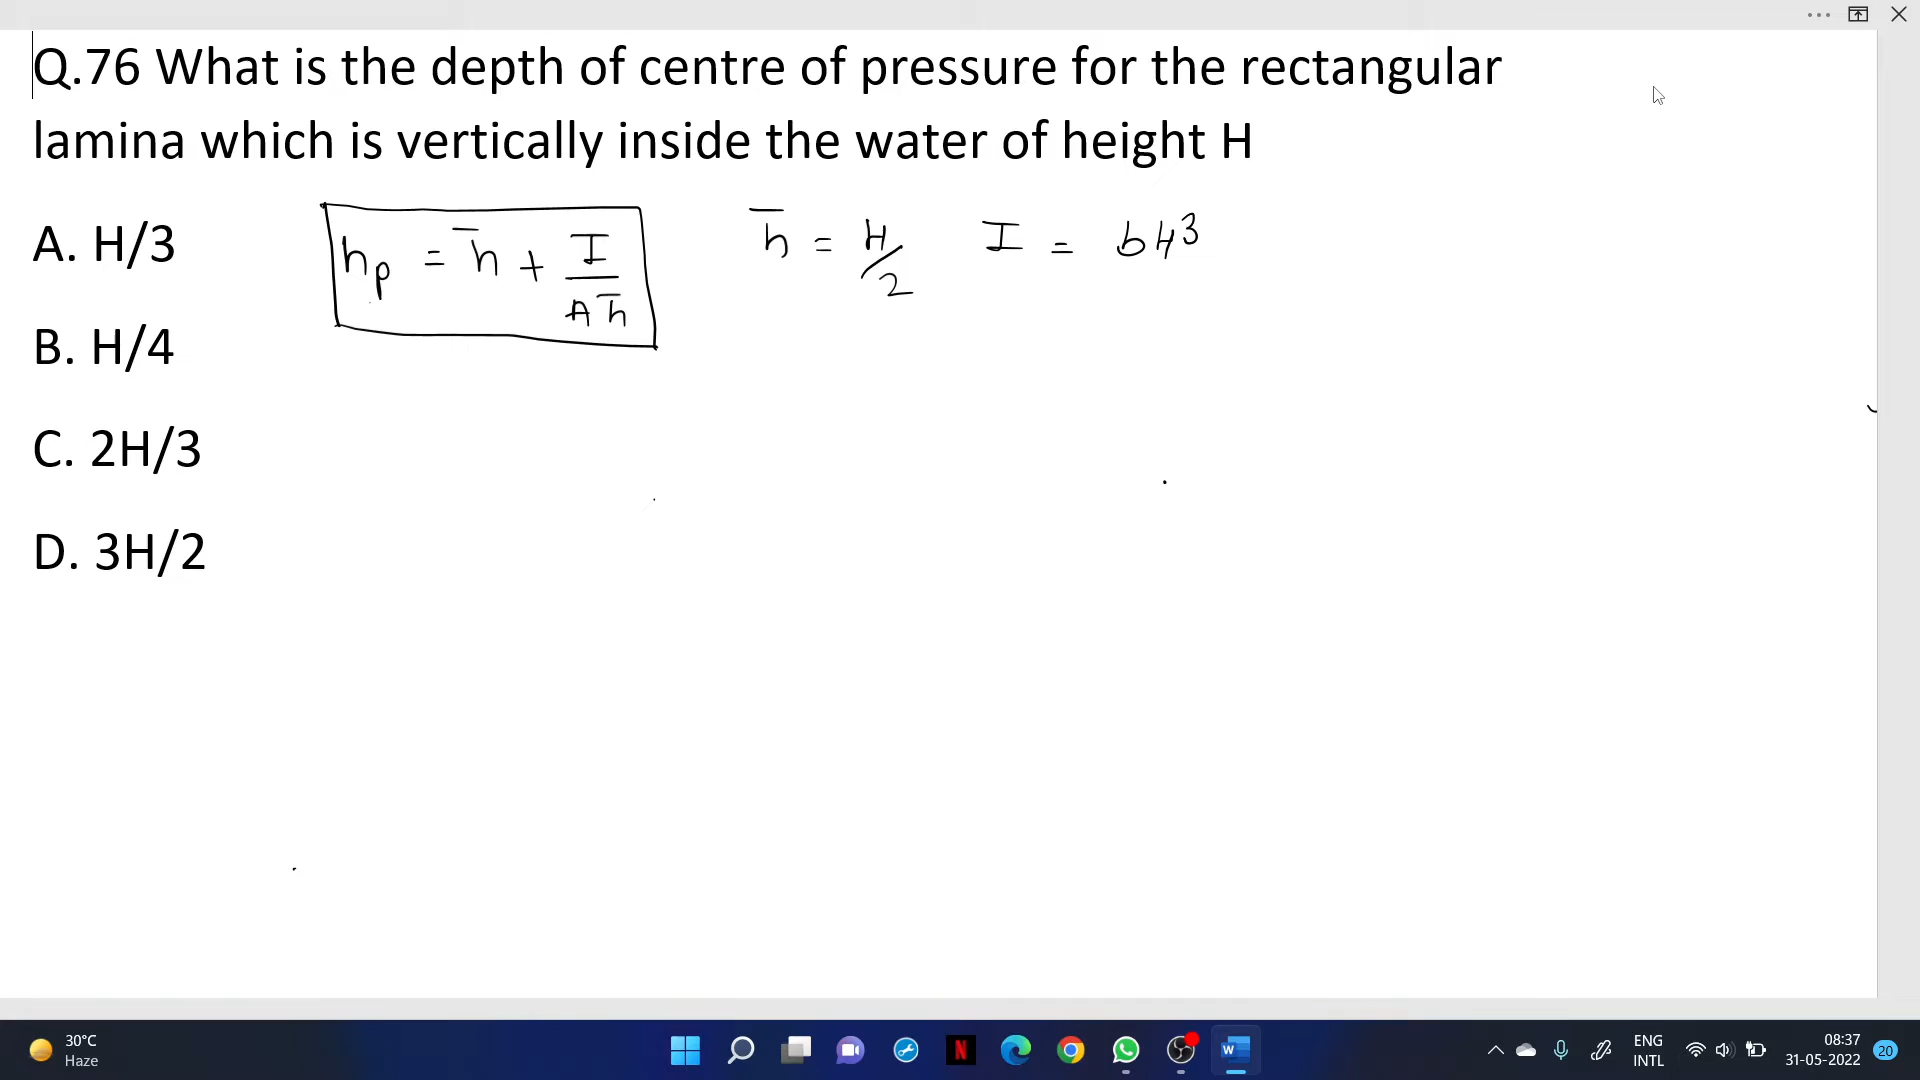 Q.76 What is the depth of centre of pressure for the rectangular
lamina which is vertically inside the water of height H
A. H/3
h_p = h̄ + I/(A h̄)
h̄ = H/2
I = bH³
B. H/4
C. 2H/3
D. 3H/2
30°C
Haze
ENG
INTL
08:37
31-05-2022
20